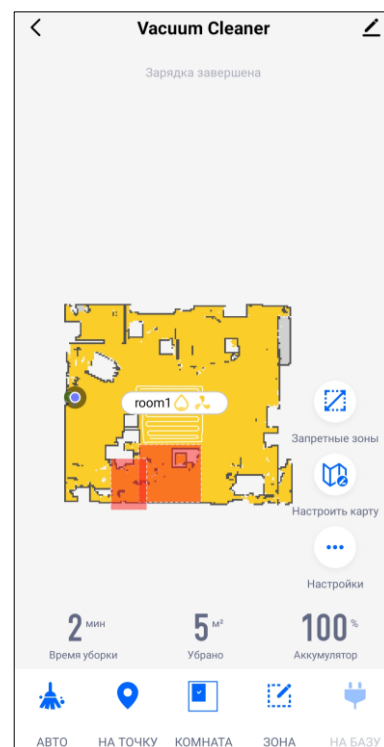 Vacuum Cleaner
Зарядка завершена
room1
Запретные зоны
Настроить карту
Настройки
2 мин 5 м² 100 %
Время уборки Убрано Аккумулятор
АВТО НА ТОЧКУ КОМНАТА ЗОНА НА БАЗУ